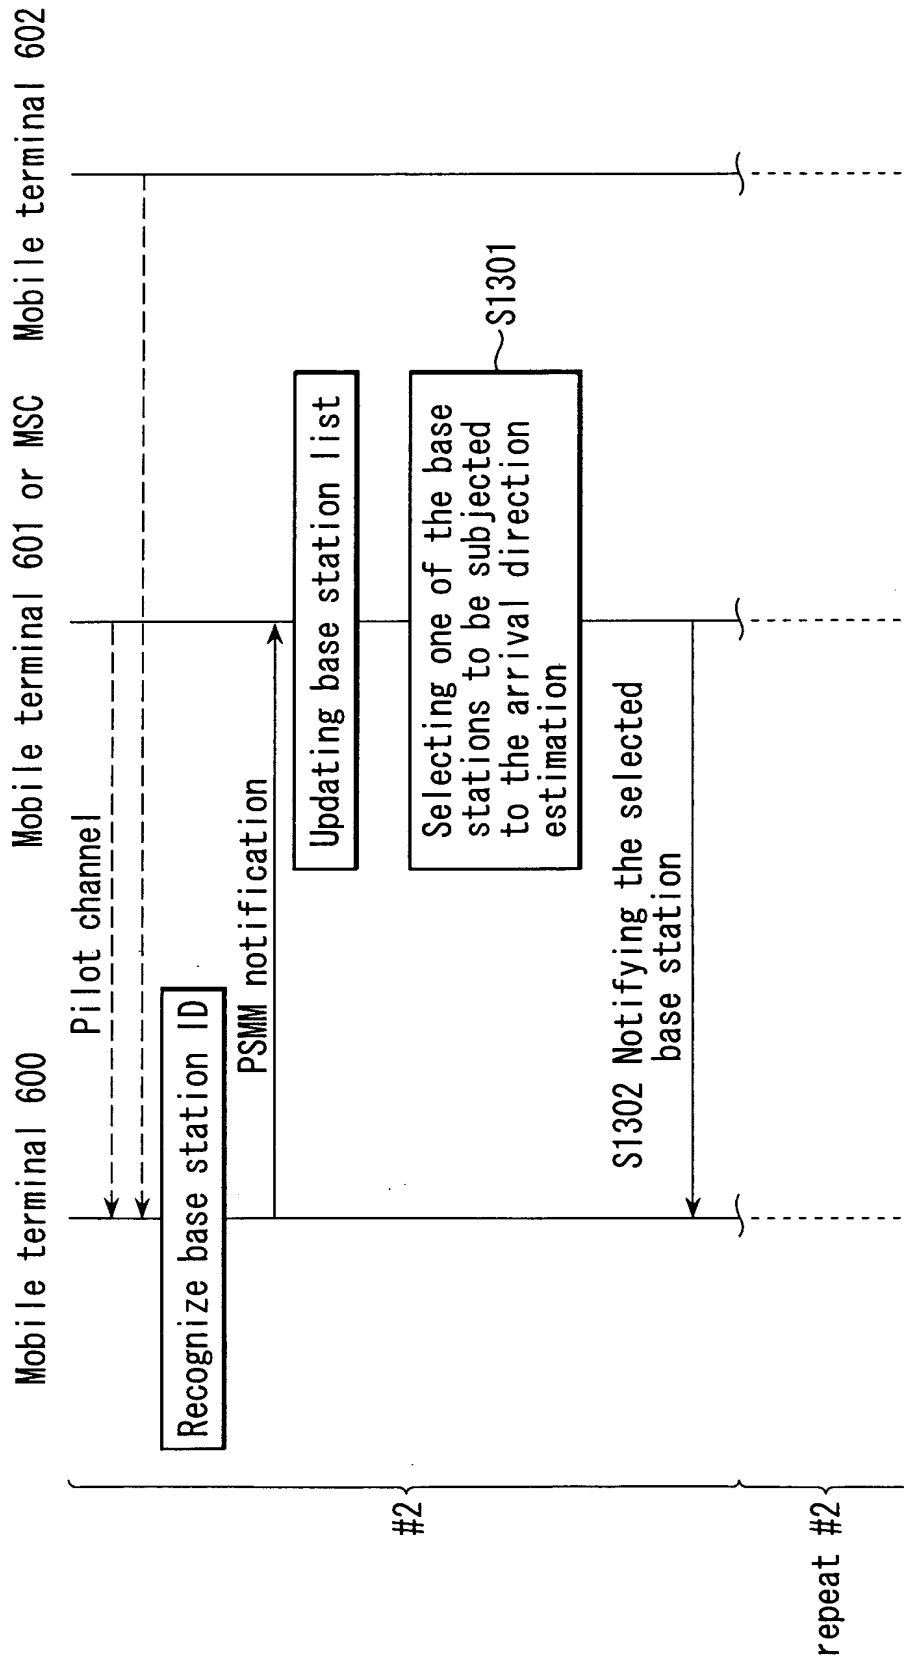 Mobile terminal 600
Mobile terminal 601 or MSC
Mobile terminal 602
Pilot channel
Recognize base station ID
PSMM notification
Updating base station list
Selecting one of the base
stations to be subjected
to the arrival direction
estimation
S1301
S1302 Notifying the selected
base station
#2
repeat #2